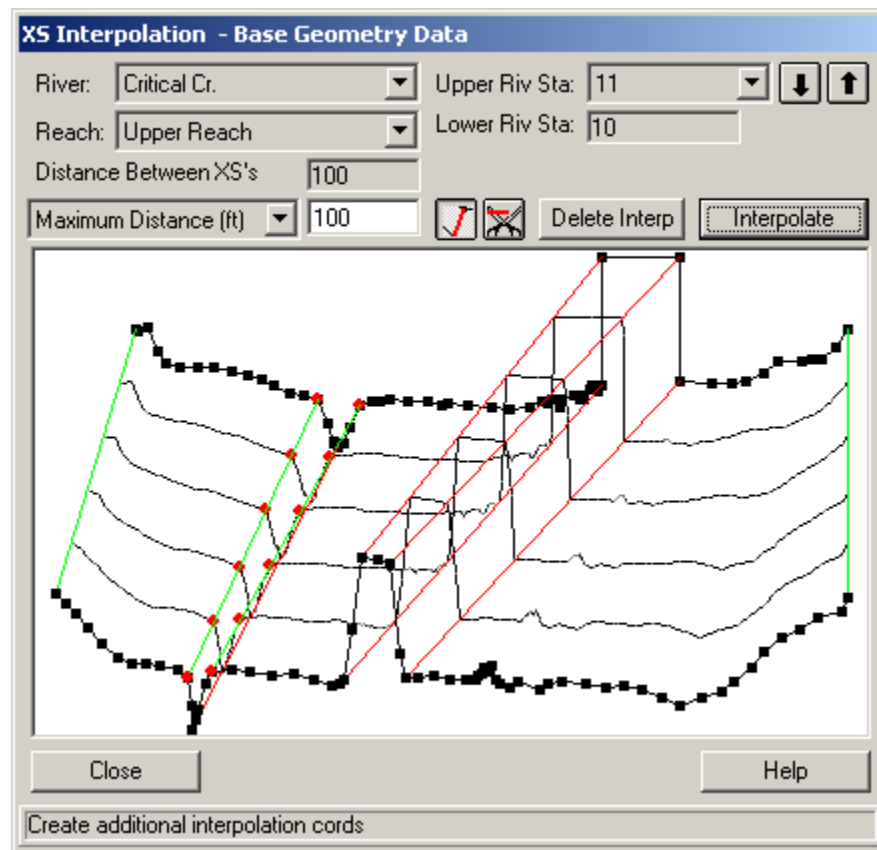 XS Interpolation - Base Geometry Data
River: Critical Cr. Upper Riv Sta: 11
Reach: Upper Reach Lower Riv Sta: 10
Distance Between XS's 100
Maximum Distance (ft) 100 Delete Interp Interpolate
Close Help
Create additional interpolation cords